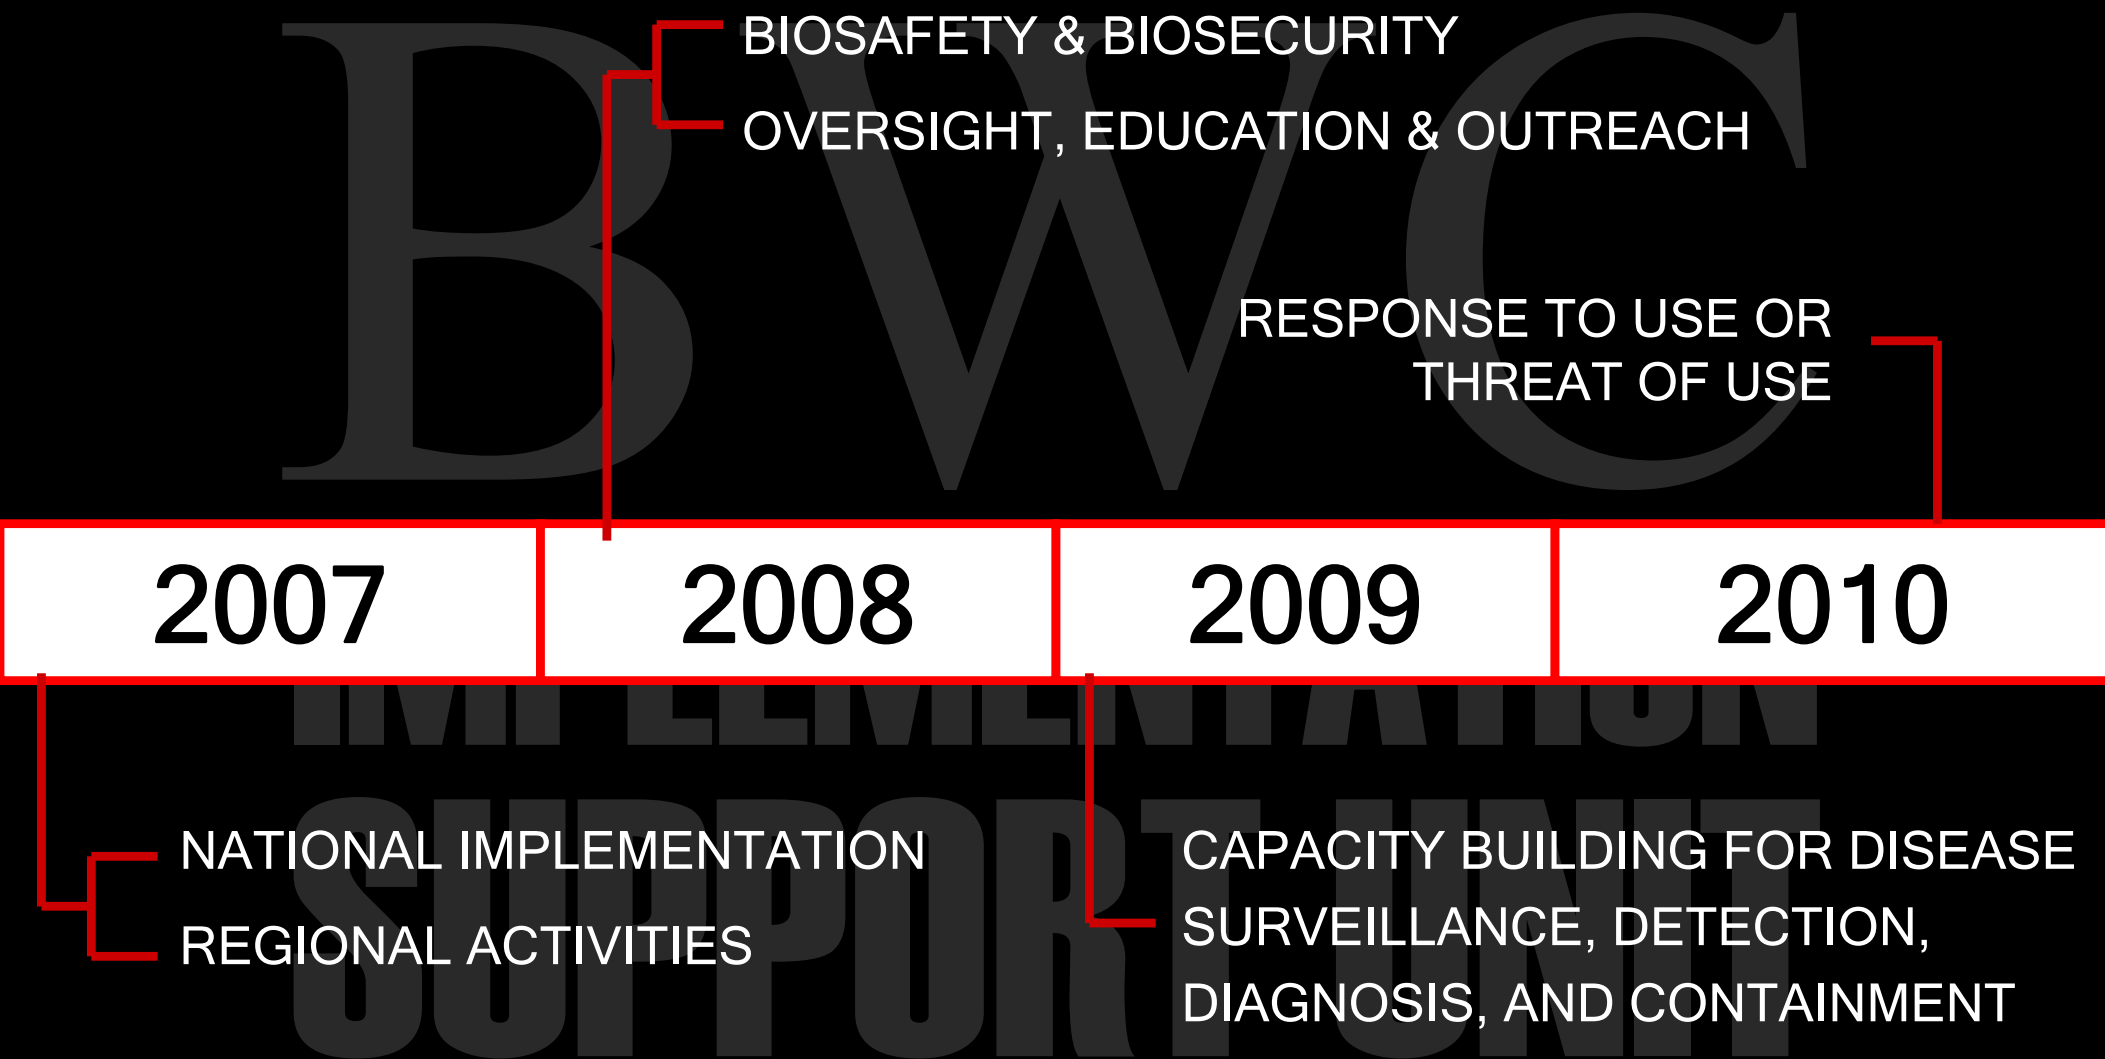 BWC
BIOSAFETY & BIOSECURITY
OVERSIGHT, EDUCATION & OUTREACH
RESPONSE TO USE OR
THREAT OF USE
2007 2008 2009 2010
IMPLEMENTATION
SUPPORT UNIT
NATIONAL IMPLEMENTATION
REGIONAL ACTIVITIES
CAPACITY BUILDING FOR DISEASE
SURVEILLANCE, DETECTION,
DIAGNOSIS, AND CONTAINMENT